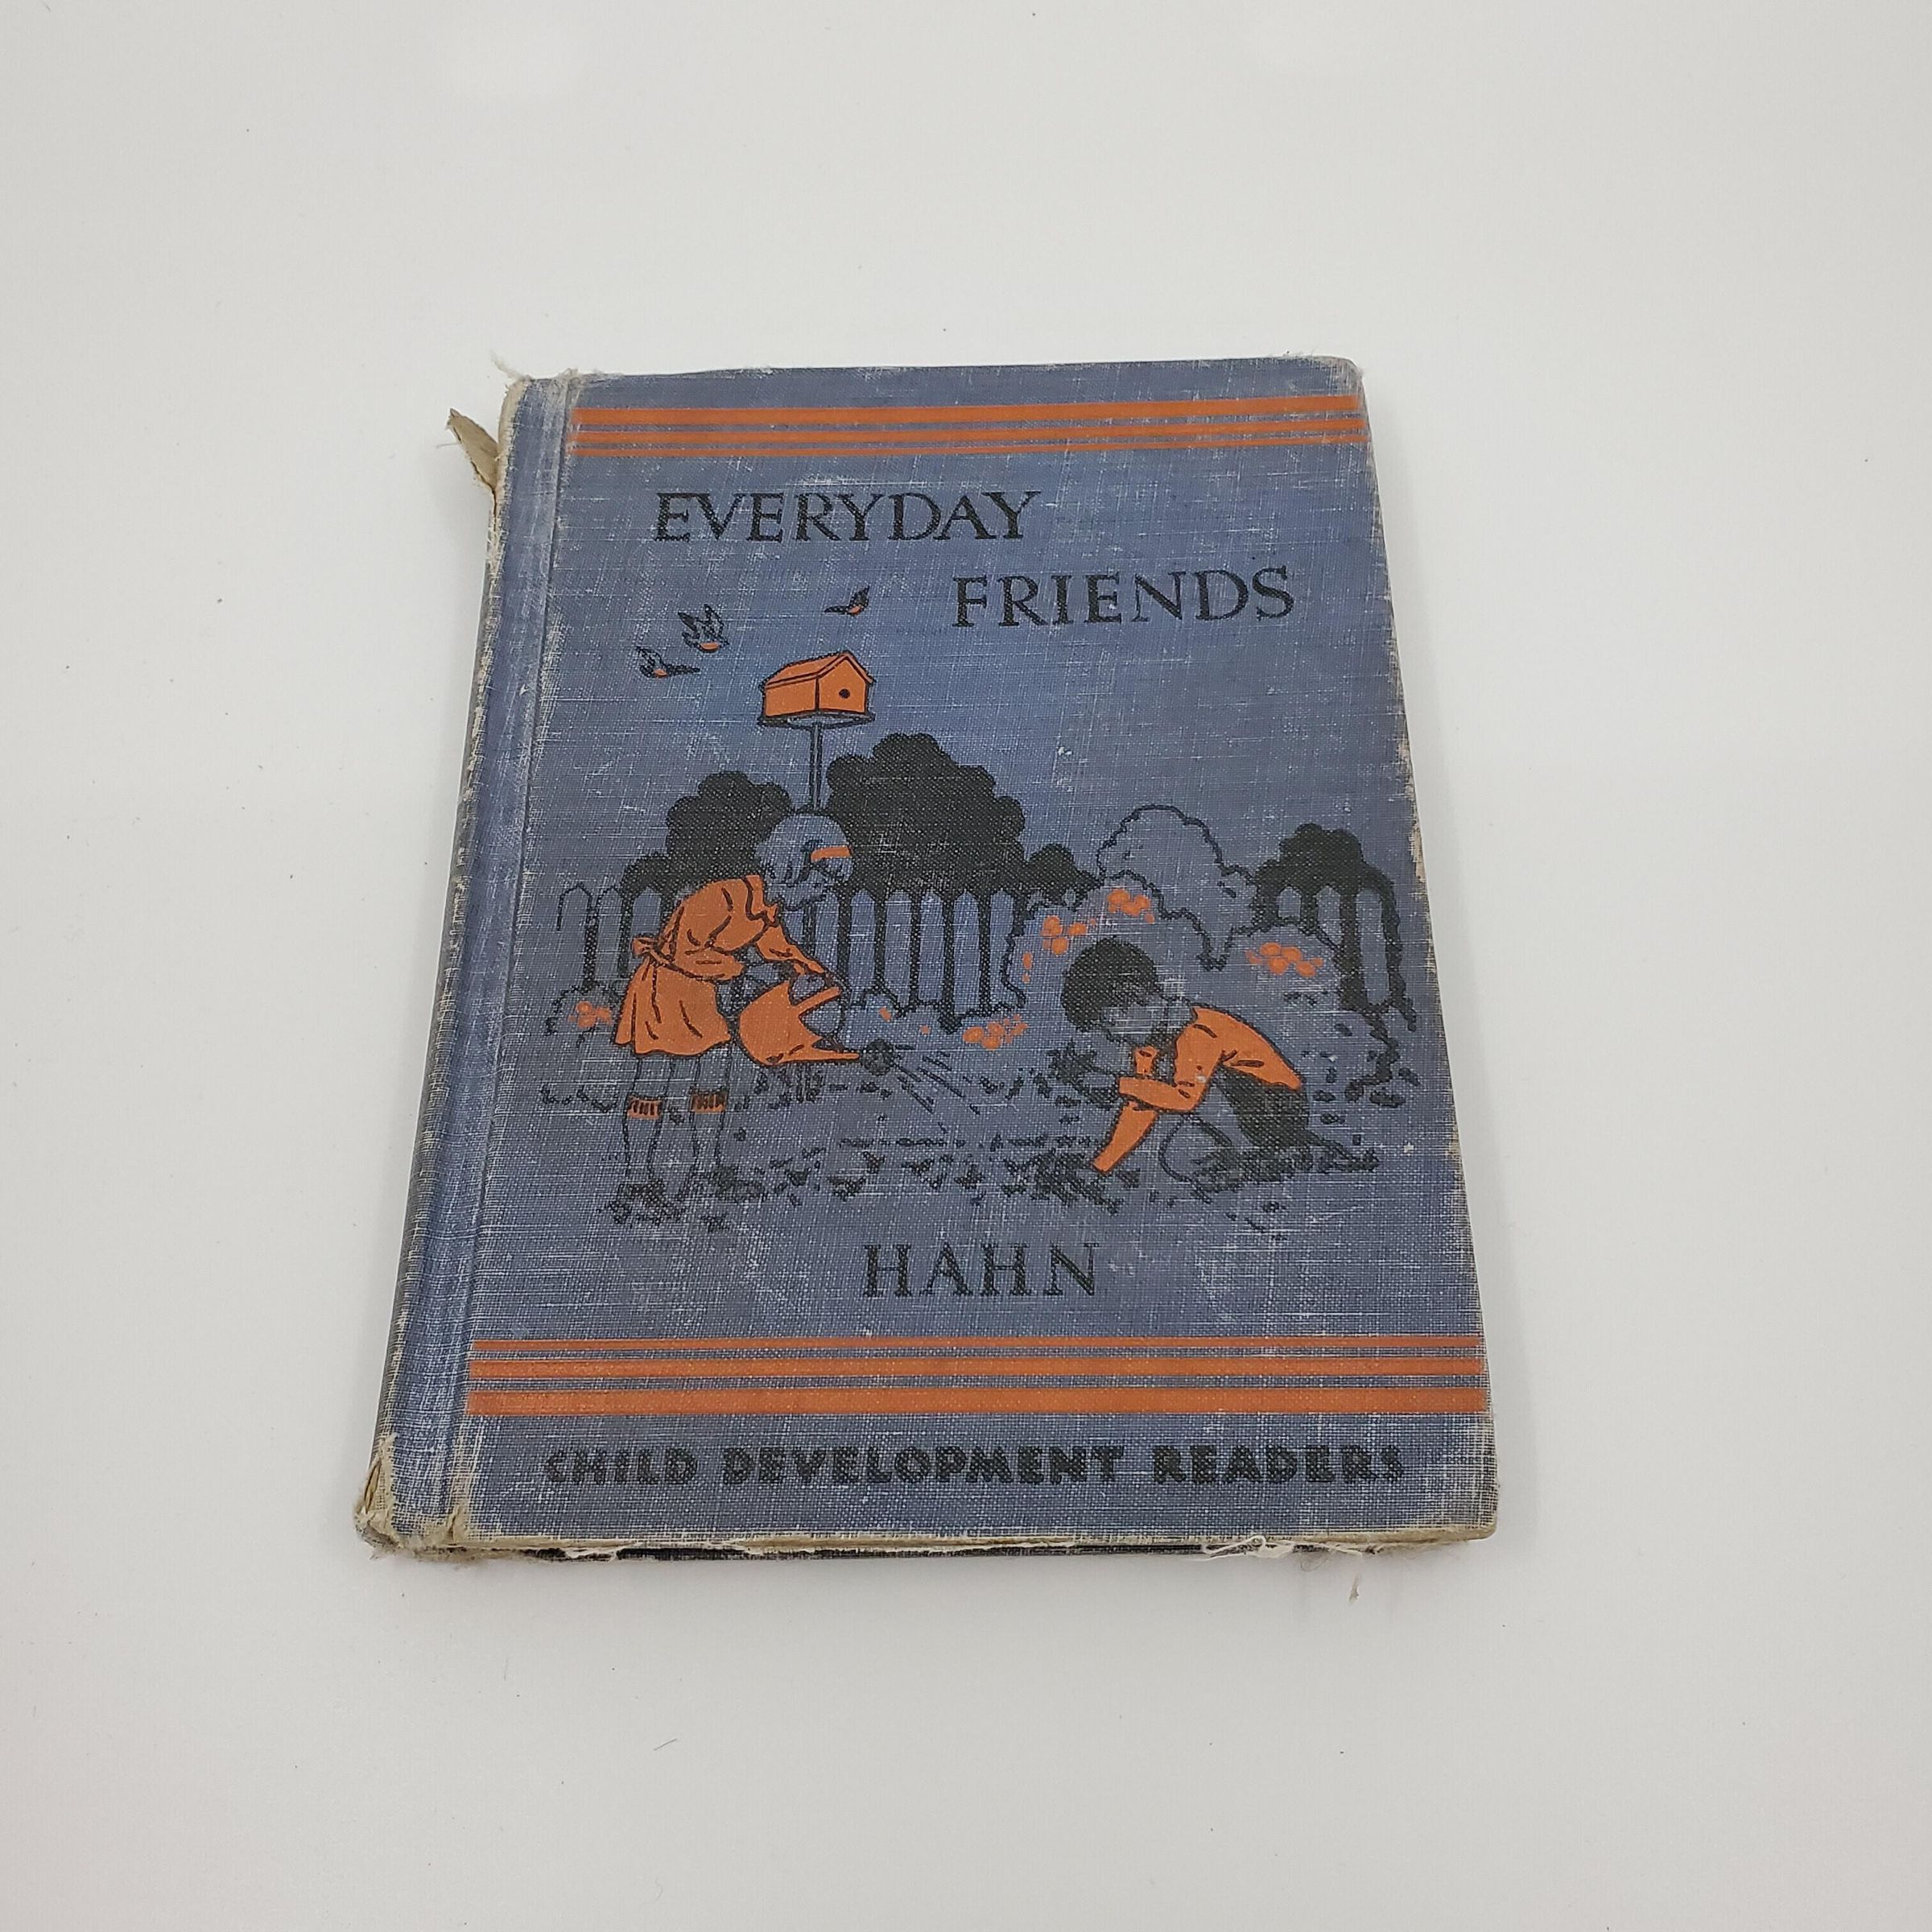 EVERYDAY
FRIENDS
HAHN
CHILD DEVELOPMENT READERS